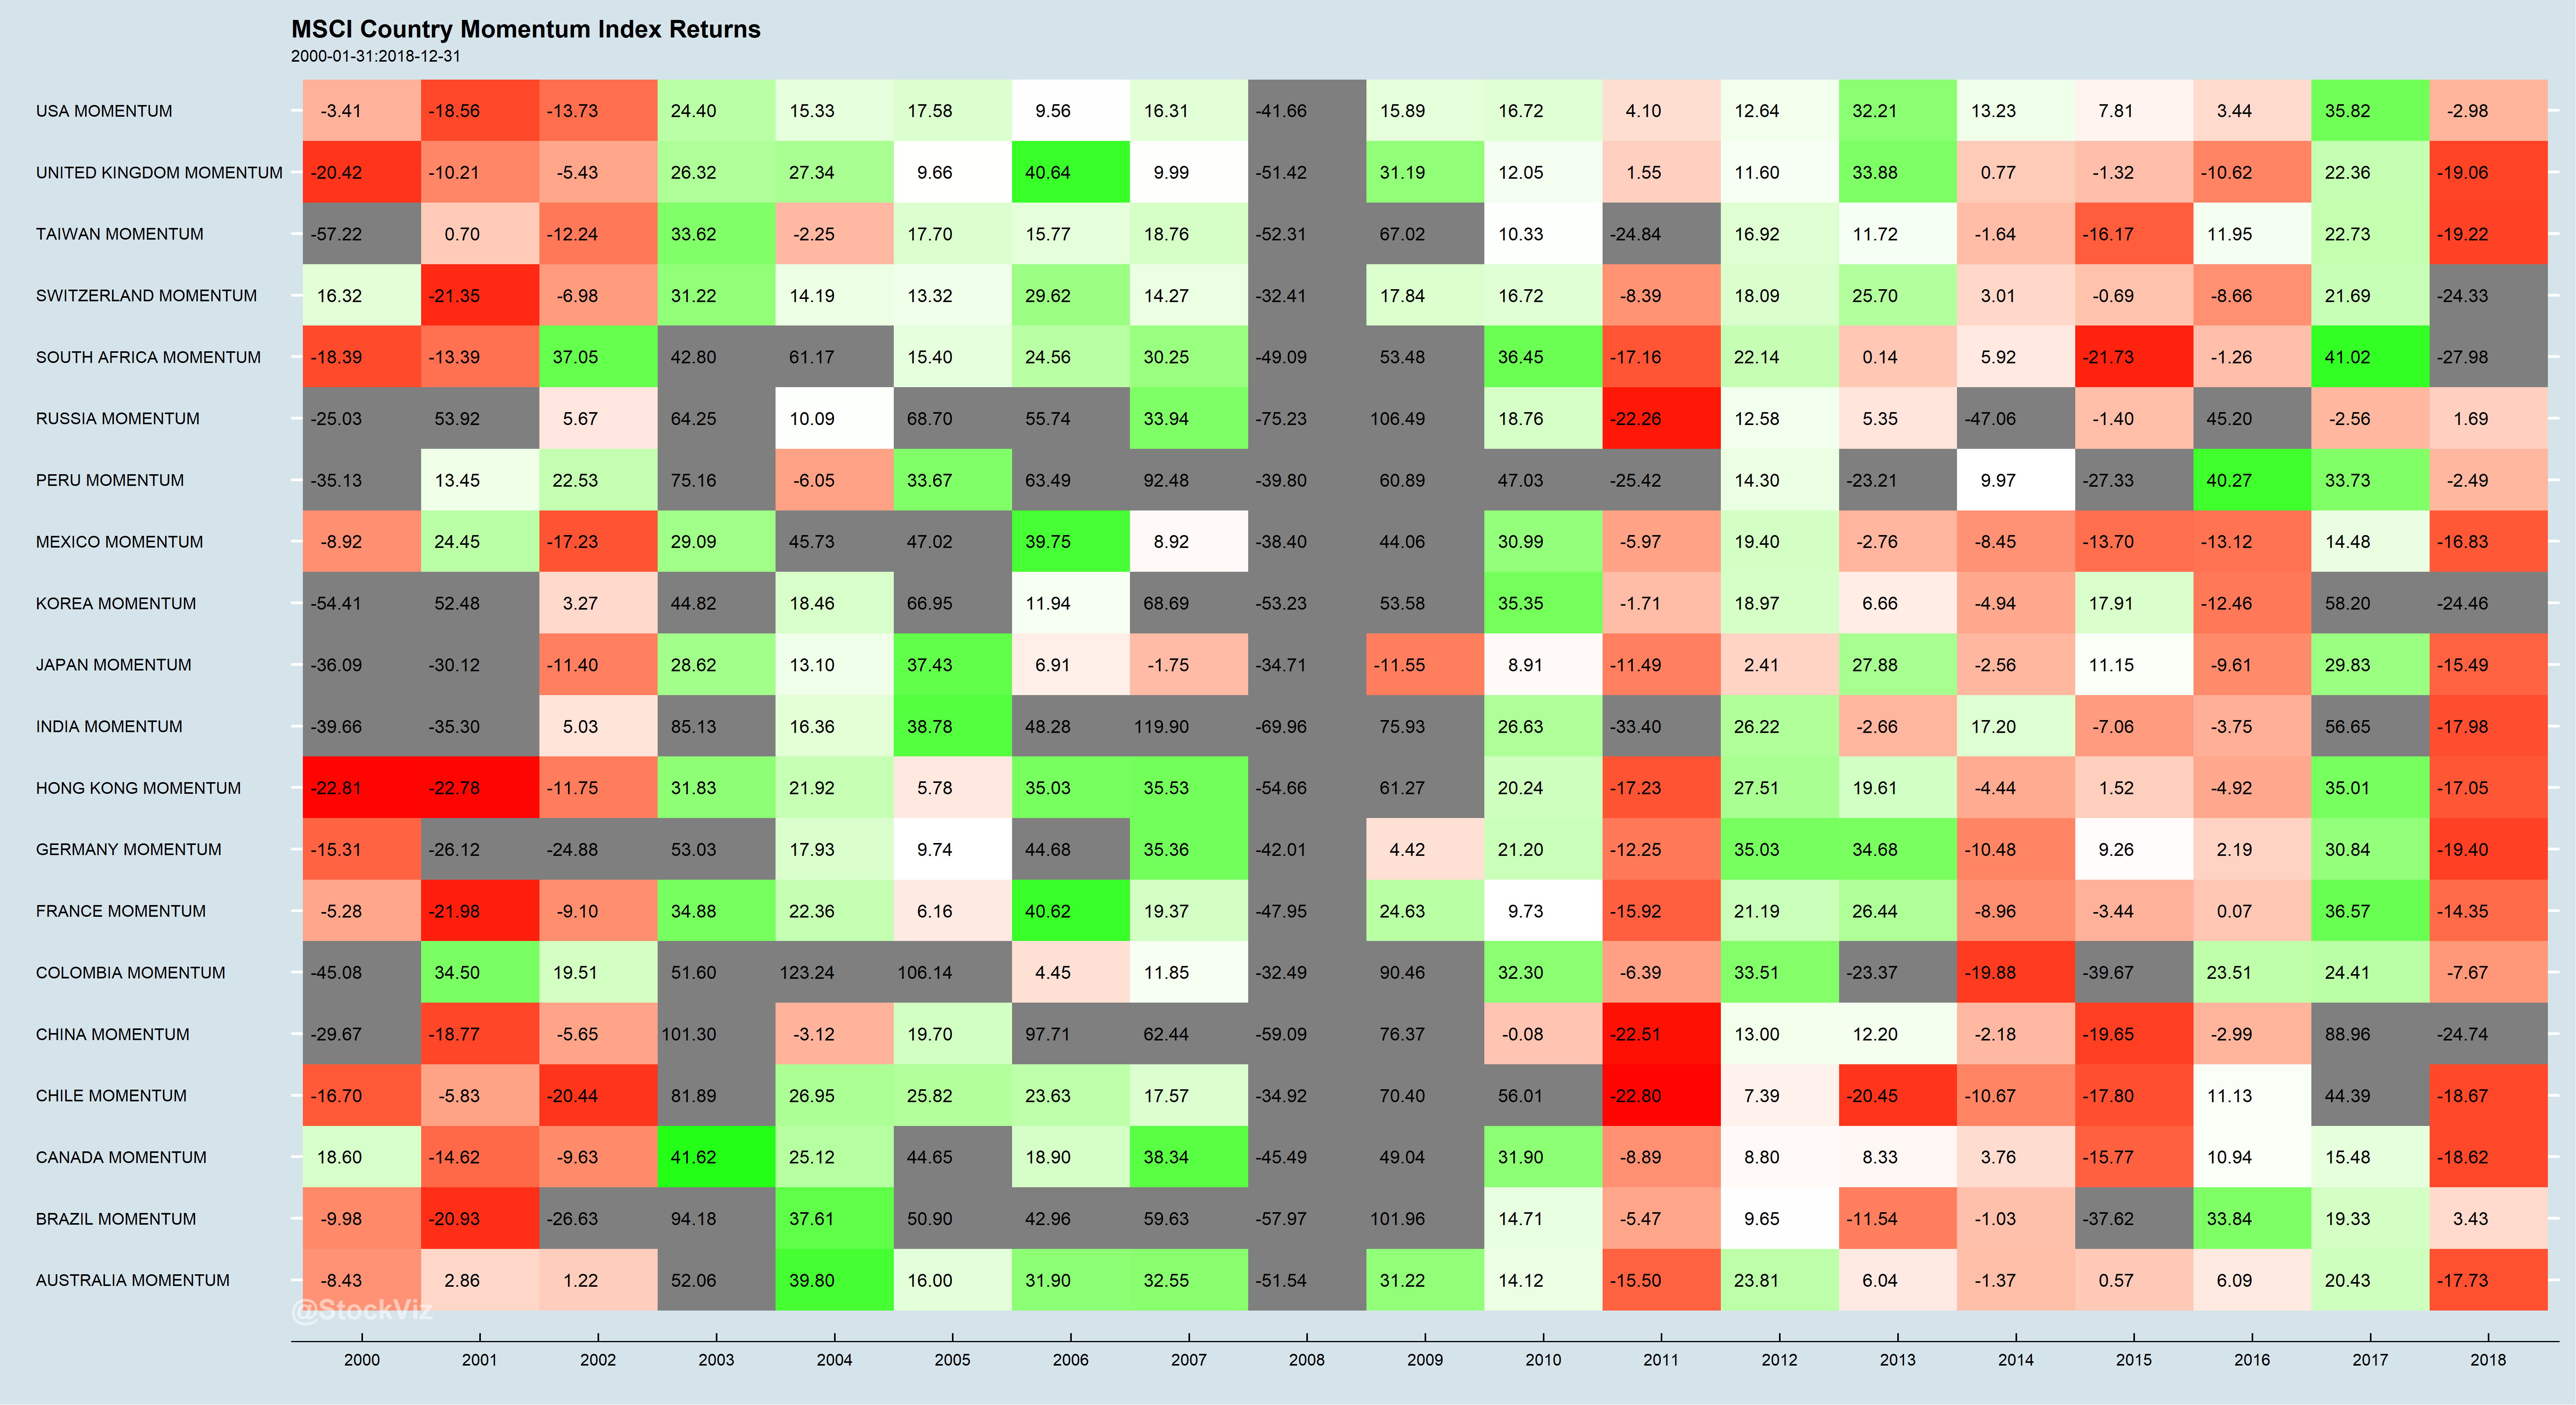 MSCI Country Momentum Index Returns
2000-01-31:2018-12-31
USA MOMENTUM -3.41 -18.56 -13.73 24.40 15.33 17.58 9.56 16.31 -41.66 15.89 16.72 4.10 12.64 32.21 13.23 7.81 3.44 35.82 -2.98
UNITED KINGDOM MOMENTUM -20.42 -10.21 -5.43 26.32 27.34 9.66 40.64 9.99 -51.42 31.19 12.05 1.55 11.60 33.88 0.77 -1.32 -10.62 22.36 -19.06
TAIWAN MOMENTUM -57.22 0.70 -12.24 33.62 -2.25 17.70 15.77 18.76 -52.31 67.02 10.33 -24.84 16.92 11.72 -1.64 -16.17 11.95 22.73 -19.22
SWITZERLAND MOMENTUM 16.32 -21.35 -6.98 31.22 14.19 13.32 29.62 14.27 -32.41 17.84 16.72 -8.39 18.09 25.70 3.01 -0.69 -8.66 21.69 -24.33
SOUTH AFRICA MOMENTUM -18.39 -13.39 37.05 42.80 61.17 15.40 24.56 30.25 -49.09 53.48 36.45 -17.16 22.14 0.14 5.92 -21.73 -1.26 41.02 -27.98
RUSSIA MOMENTUM -25.03 53.92 5.67 64.25 10.09 68.70 55.74 33.94 -75.23 106.49 18.76 -22.26 12.58 5.35 -47.06 -1.40 45.20 -2.56 1.69
PERU MOMENTUM -35.13 13.45 22.53 75.16 -6.05 33.67 63.49 92.48 -39.80 60.89 47.03 -25.42 14.30 -23.21 9.97 -27.33 40.27 33.73 -2.49
MEXICO MOMENTUM -8.92 24.45 -17.23 29.09 45.73 47.02 39.75 8.92 -38.40 44.06 30.99 -5.97 19.40 -2.76 -8.45 -13.70 -13.12 14.48 -16.83
KOREA MOMENTUM -54.41 52.48 3.27 44.82 18.46 66.95 11.94 68.69 -53.23 53.58 35.35 -1.71 18.97 6.66 -4.94 17.91 -12.46 58.20 -24.46
JAPAN MOMENTUM -36.09 -30.12 -11.40 28.62 13.10 37.43 6.91 -1.75 -34.71 -11.55 8.91 -11.49 2.41 27.88 -2.56 11.15 -9.61 29.83 -15.49
INDIA MOMENTUM -39.66 -35.30 5.03 85.13 16.36 38.78 48.28 119.90 -69.96 75.93 26.63 -33.40 26.22 -2.66 17.20 -7.06 -3.75 56.65 -17.98
HONG KONG MOMENTUM -22.81 -22.78 -11.75 31.83 21.92 5.78 35.03 35.53 -54.66 61.27 20.24 -17.23 27.51 19.61 -4.44 1.52 -4.92 35.01 -17.05
GERMANY MOMENTUM -15.31 -26.12 -24.88 53.03 17.93 9.74 44.68 35.36 -42.01 4.42 21.20 -12.25 35.03 34.68 -10.48 9.26 2.19 30.84 -19.40
FRANCE MOMENTUM -5.28 -21.98 -9.10 34.88 22.36 6.16 40.62 19.37 -47.95 24.63 9.73 -15.92 21.19 26.44 -8.96 -3.44 0.07 36.57 -14.35
COLOMBIA MOMENTUM -45.08 34.50 19.51 51.60 123.24 106.14 4.45 11.85 -32.49 90.46 32.30 -6.39 33.51 -23.37 -19.88 -39.67 23.51 24.41 -7.67
CHINA MOMENTUM -29.67 -18.77 -5.65 101.30 -3.12 19.70 97.71 62.44 -59.09 76.37 -0.08 -22.51 13.00 12.20 -2.18 -19.65 -2.99 88.96 -24.74
CHILE MOMENTUM -16.70 -5.83 -20.44 81.89 26.95 25.82 23.63 17.57 -34.92 70.40 56.01 -22.80 7.39 -20.45 -10.67 -17.80 11.13 44.39 -18.67
CANADA MOMENTUM 18.60 -14.62 -9.63 41.62 25.12 44.65 18.90 38.34 -45.49 49.04 31.90 -8.89 8.80 8.33 3.76 -15.77 10.94 15.48 -18.62
BRAZIL MOMENTUM -9.98 -20.93 -26.63 94.18 37.61 50.90 42.96 59.63 -57.97 101.96 14.71 -5.47 9.65 -11.54 -1.03 -37.62 33.84 19.33 3.43
AUSTRALIA MOMENTUM -8.43 2.86 1.22 52.06 39.80 16.00 31.90 32.55 -51.54 31.22 14.12 -15.50 23.81 6.04 -1.37 0.57 6.09 20.43 -17.73
@StockViz
2000 2001 2002 2003 2004 2005 2006 2007 2008 2009 2010 2011 2012 2013 2014 2015 2016 2017 2018